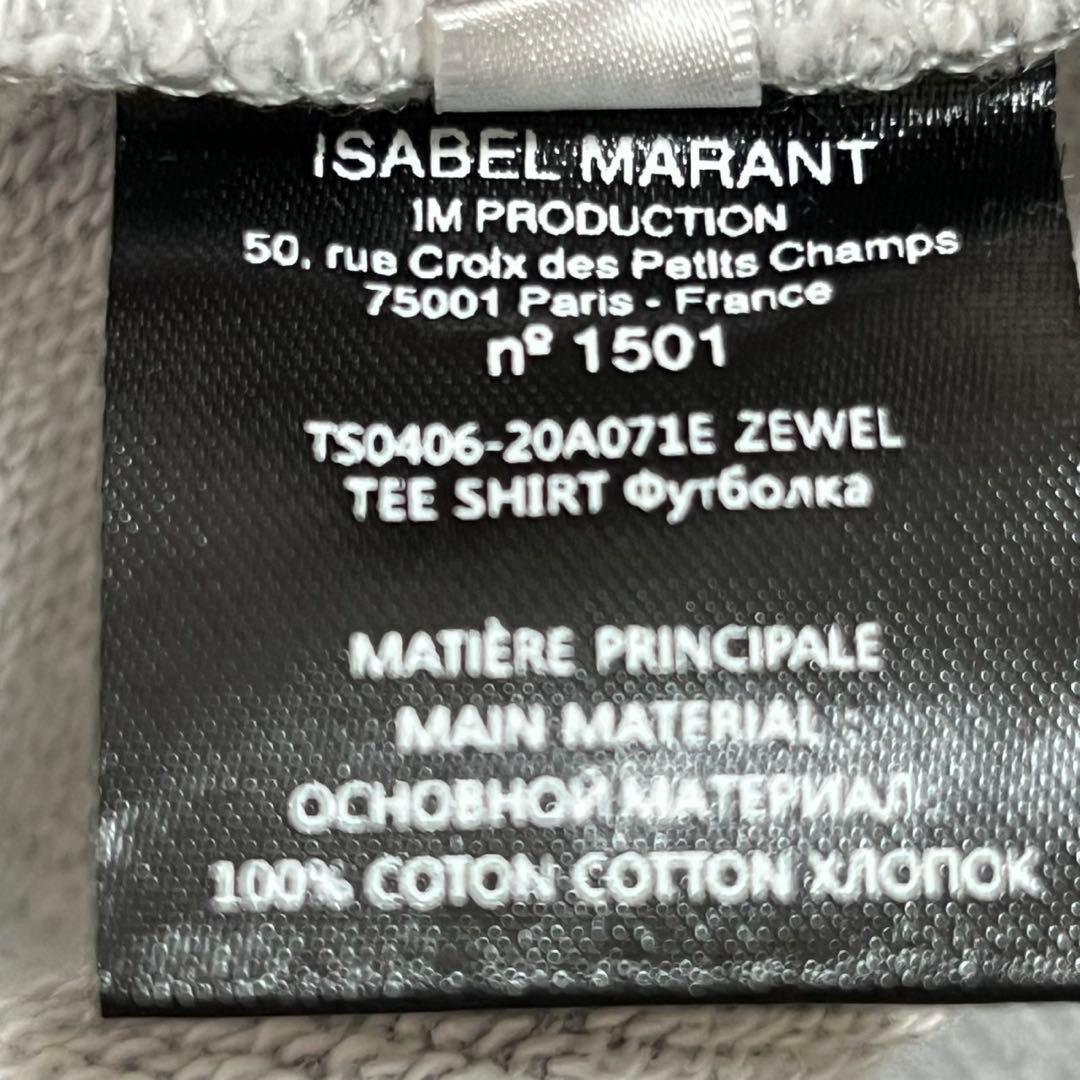 ISABEL MARANT
IM PRODUCTION
50, rue Croix des Petits Champs
75001 Paris - France
nº 1501
TS0406-20A071E ZEWEL
TEE SHIRT Футболка
MATIÈRE PRINCIPALE
MAIN MATERIAL
ОСНОВНОЙ МАТЕРИАЛ
100% COTON COTTON ХЛОПОК